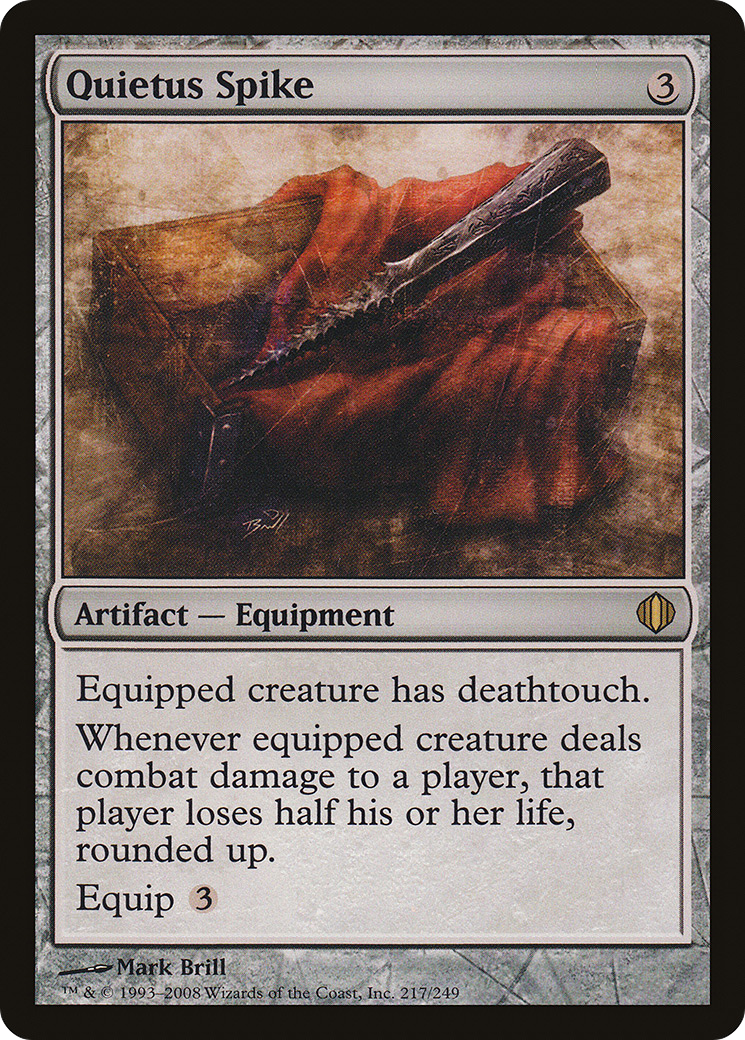 Quietus Spike 3
Brill
Artifact — Equipment
Equipped creature has deathtouch.
Whenever equipped creature deals
combat damage to a player, that
player loses half his or her life,
rounded up.
Equip 3
Mark Brill
™ & © 1993–2008 Wizards of the Coast, Inc. 217/249